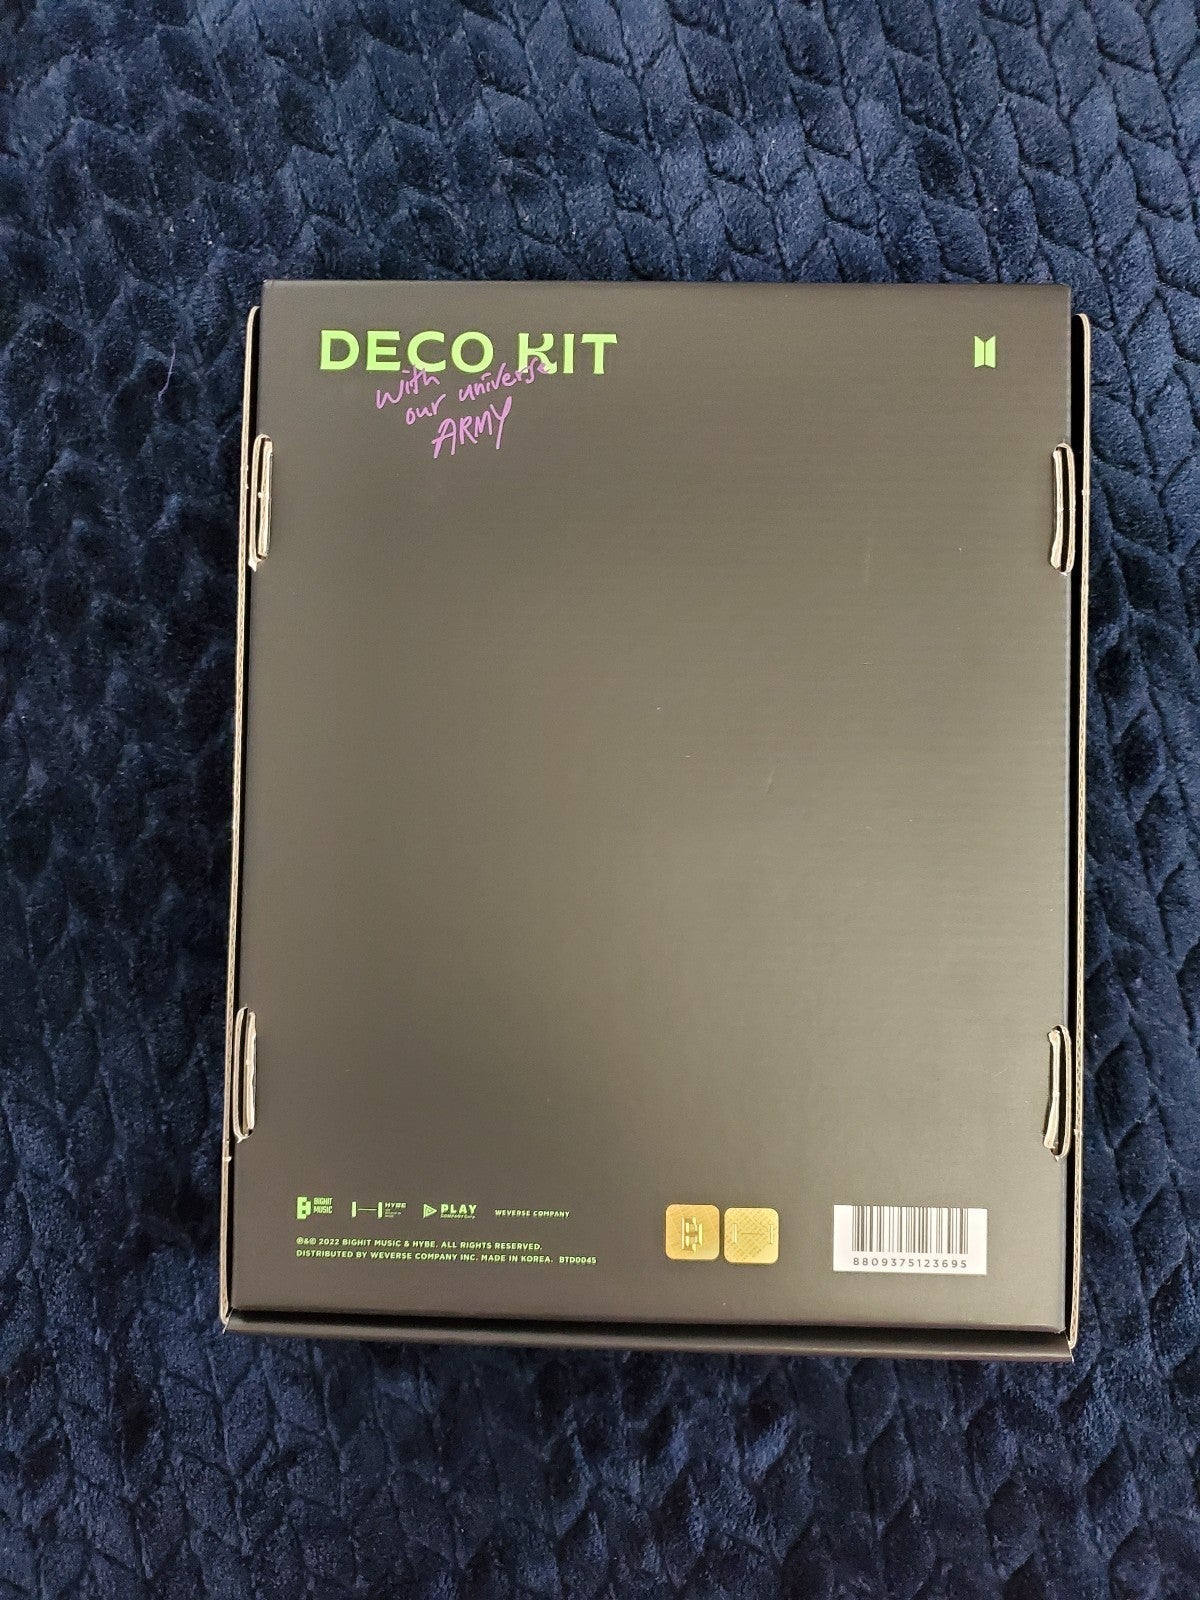 DECO KIT
With
our universe
ARMY
BIGHIT
MUSIC
HYBE
PLAY
WEVERSE COMPANY
℗&© 2022 BIGHIT MUSIC & HYBE. ALL RIGHTS RESERVED.
DISTRIBUTED BY WEVERSE COMPANY INC. MADE IN KOREA. BTD0045
8809375123695